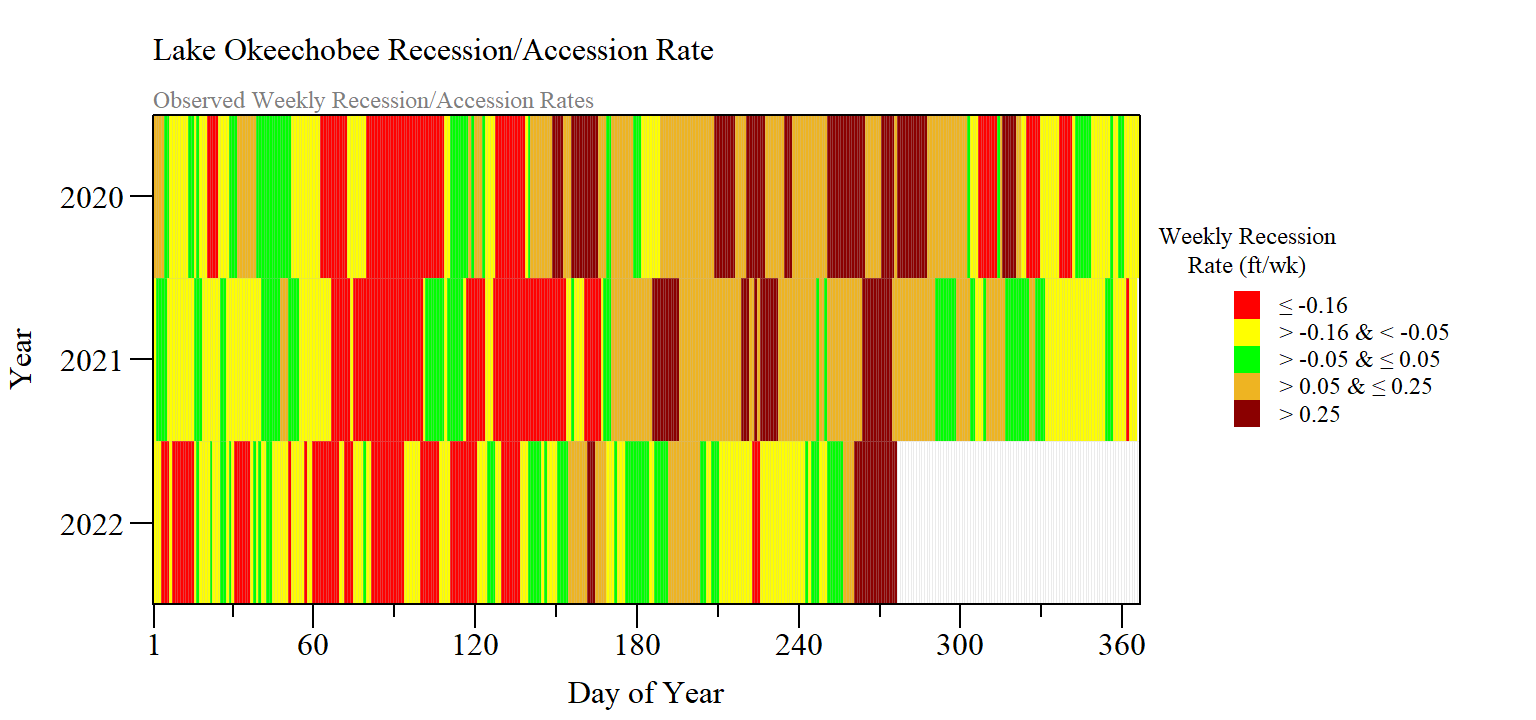 Lake Okeechobee Recession/Accession Rate
Observed Weekly Recession/Accession Rates
2020
2021
2022
Year
1 60 120 180 240 300 360
Day of Year
Weekly Recession
Rate (ft/wk)
≤ -0.16
> -0.16 & < -0.05
> -0.05 & ≤ 0.05
> 0.05 & ≤ 0.25
> 0.25